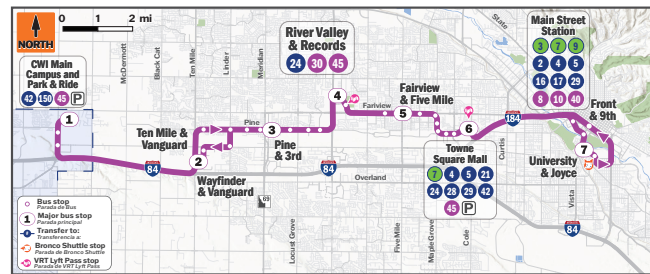 NORTH
0 1 2 mi
CWI Main
Campus and
Park & Ride
42 150 45 P
1
McDermott
Black Cat
Ten Mile
Linder
Meridian
River Valley
& Records
24 30 45
4
VRT
Fairview
Fairview
& Five Mile
5
State
Main Street
Station
3 7 9
2 4 5
16 17 29
8 10 40
Front
& 9th
184
6
Curtis
Ten Mile &
Vanguard
Pine
3
Pine
& 3rd
2
Wayfinder
& Vanguard
84
84
Overland
69
Locust Grove
Five Mile
Maple Grove
Cole
Towne
Square Mall
7 4 5 21
24 28 29 42
45 P
University
& Joyce
7
Vista
84
Bus stop
Parada de Bus
1 Major bus stop
Parada principal
Transfer to:
Transferencia a:
Bronco Shuttle stop
Parada de Bronco Shuttle
VRT Lyft Pass stop
Parada de VRT Lyft Pass